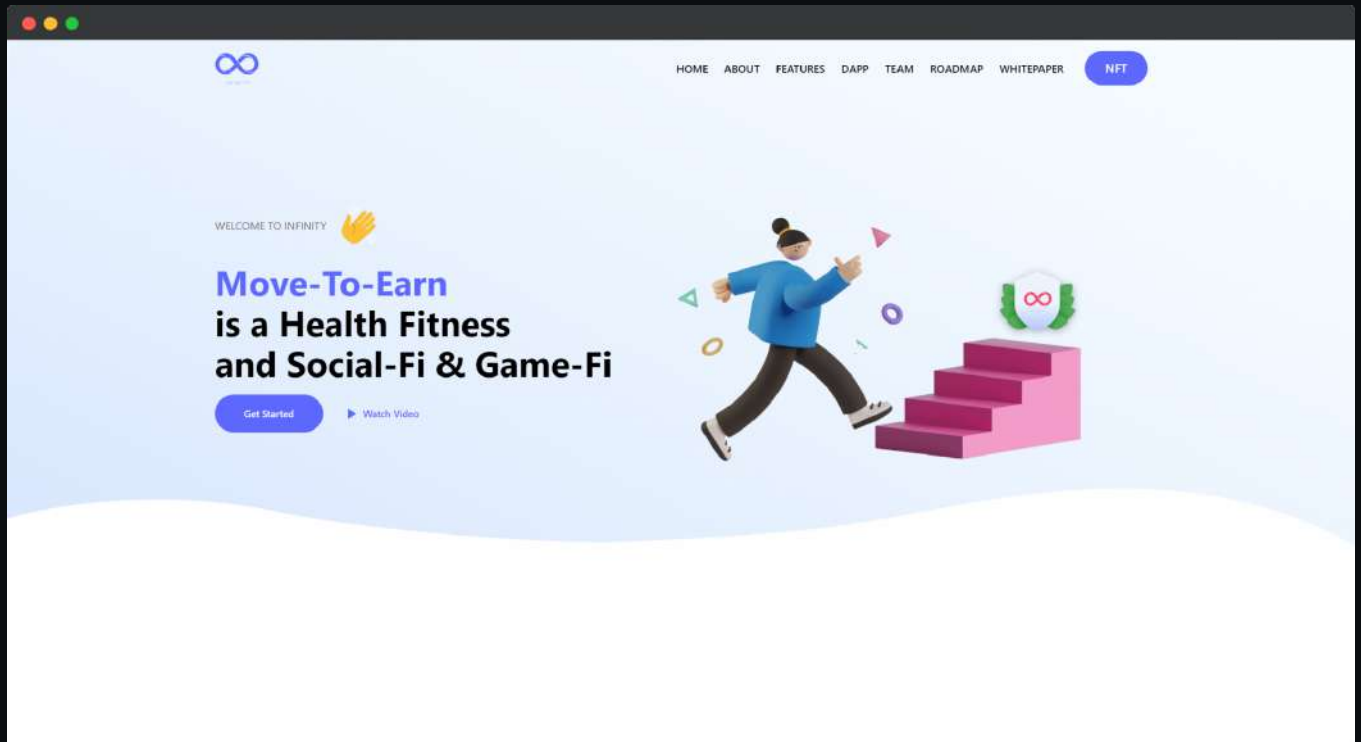 HOME ABOUT FEATURES DAPP TEAM ROADMAP WHITEPAPER NFT
WELCOME TO INFINITY
Move-To-Earn
is a Health Fitness
and Social-Fi & Game-Fi
Get Started Watch Video